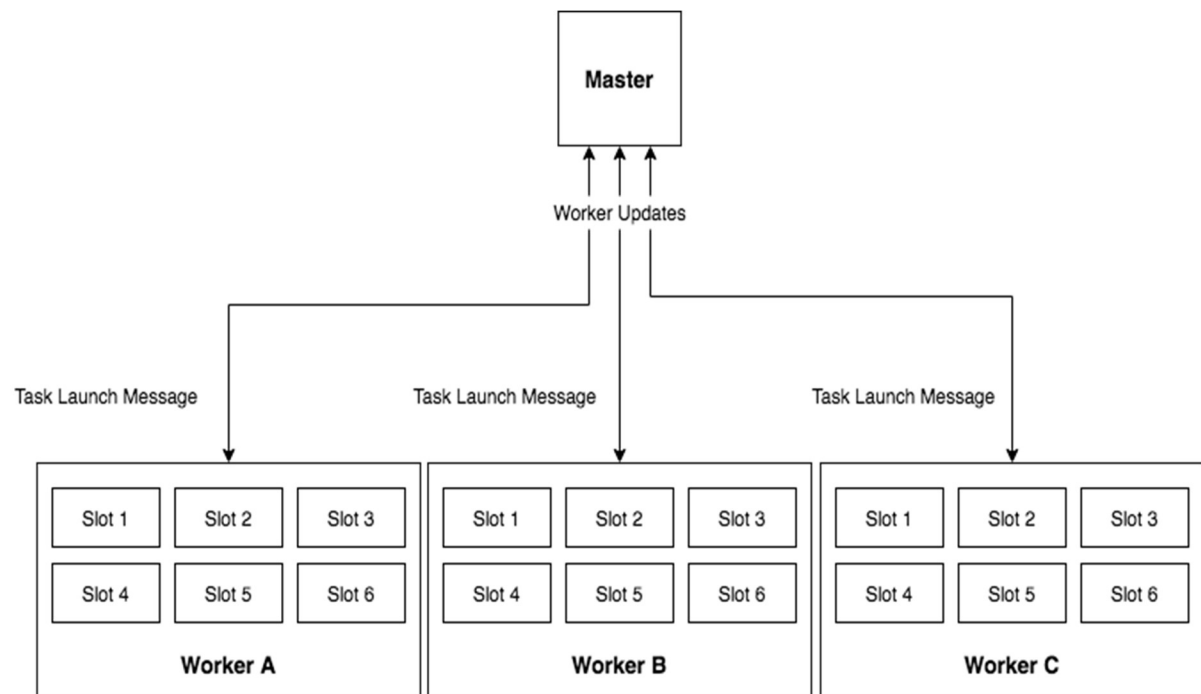 Master
Worker Updates
Task Launch Message
Task Launch Message
Task Launch Message
Slot 1 Slot 2 Slot 3
Slot 4 Slot 5 Slot 6
Worker A
Slot 1 Slot 2 Slot 3
Slot 4 Slot 5 Slot 6
Worker B
Slot 1 Slot 2 Slot 3
Slot 4 Slot 5 Slot 6
Worker C